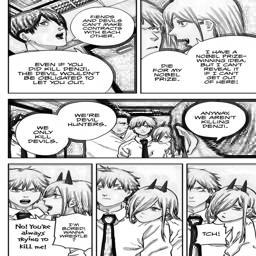 I HAVE A
NOBEL PRIZE-
WINNING IDEA,
BUT I CAN'T
REVEAL IT
IF I CAN'T
GET OUT
OF HERE!
DIE
FOR MY
NOBEL
PRIZE.
FIENDS
AND DEVILS
CAN'T MAKE
CONTRACTS WITH
EACH OTHER.
EVEN IF YOU
DID KILL DENJI,
THE DEVIL WOULDN'T
BE OBLIGATED TO
LET YOU OUT.
ANYWAY
WE AREN'T
KILLING
DENJI.
WE'RE
DEVIL
HUNTERS.
WE
ONLY
KILL
DEVILS.
TCH!
I'M
BORED!
WANNA
WRESTLE
No! You're
always
trying to
kill me!